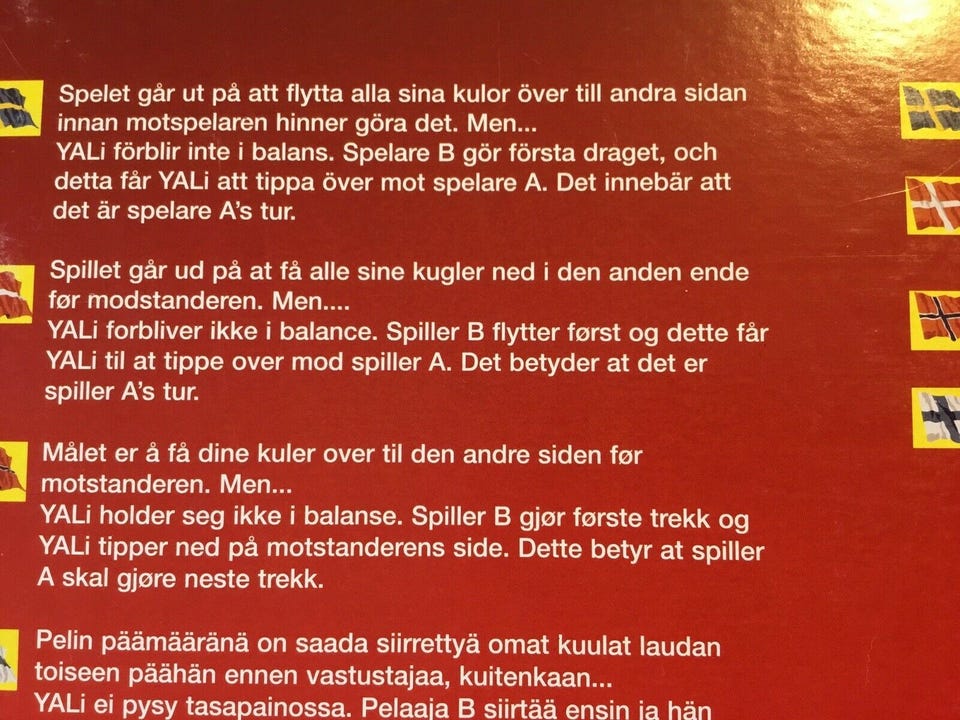 Spelet går ut på att flytta alla sina kulor över till andra sidan
innan motspelaren hinner göra det. Men...
YALi förblir inte i balans. Spelare B gör första draget, och
detta får YALi att tippa över mot spelare A. Det innebär att
det är spelare A's tur.
Spillet går ud på at få alle sine kugler ned i den anden ende
før modstanderen. Men....
YALi forbliver ikke i balance. Spiller B flytter først og dette får
YALi til at tippe over mod spiller A. Det betyder at det er
spiller A's tur.
Målet er å få dine kuler over til den andre siden før
motstanderen. Men...
YALi holder seg ikke i balanse. Spiller B gjør første trekk og
YALi tipper ned på motstanderens side. Dette betyr at spiller
A skal gjøre neste trekk.
Pelin päämääränä on saada siirrettyä omat kuulat laudan
toiseen päähän ennen vastustajaa, kuitenkaan...
YALi ei pysy tasapainossa. Pelaaja B siirtää ensin ja hän